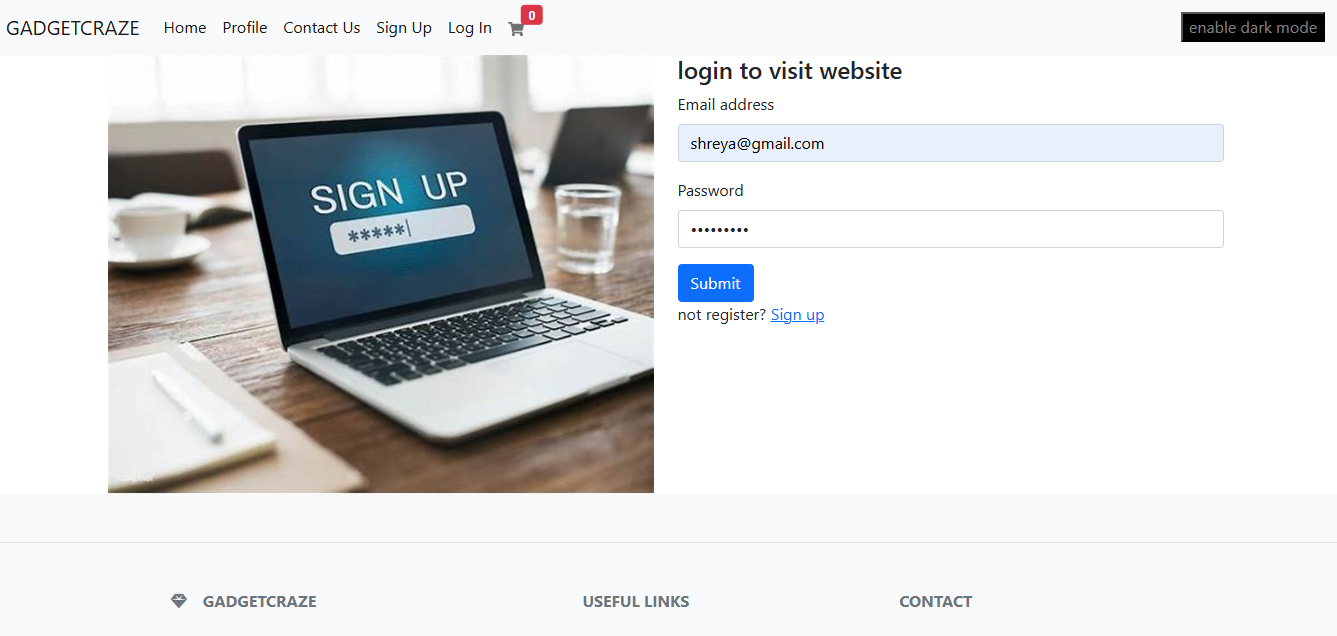 GADGETCRAZE Home Profile Contact Us Sign Up Log In 0 enable dark mode
login to visit website
Email address
shreya@gmail.com
Password
•••••••••
Submit
not register? Sign up
SIGN UP
*****|
GADGETCRAZE USEFUL LINKS CONTACT